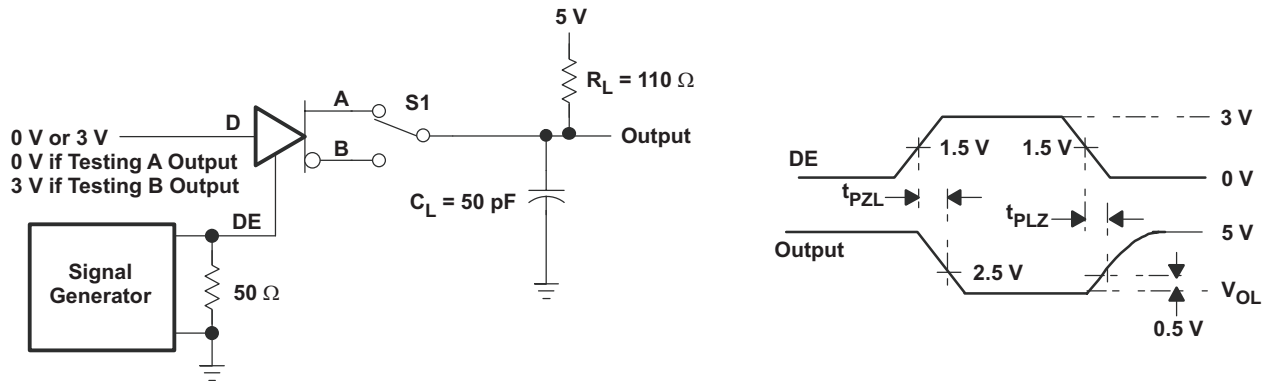 5 V
R_L = 110 Ω
A
S1
D
Output
0 V or 3 V
0 V if Testing A Output
3 V if Testing B Output
B
C_L = 50 pF
DE
Signal
Generator
50 Ω
3 V
1.5 V
1.5 V
DE
0 V
t_PZL
t_PLZ
5 V
Output
2.5 V
V_OL
0.5 V